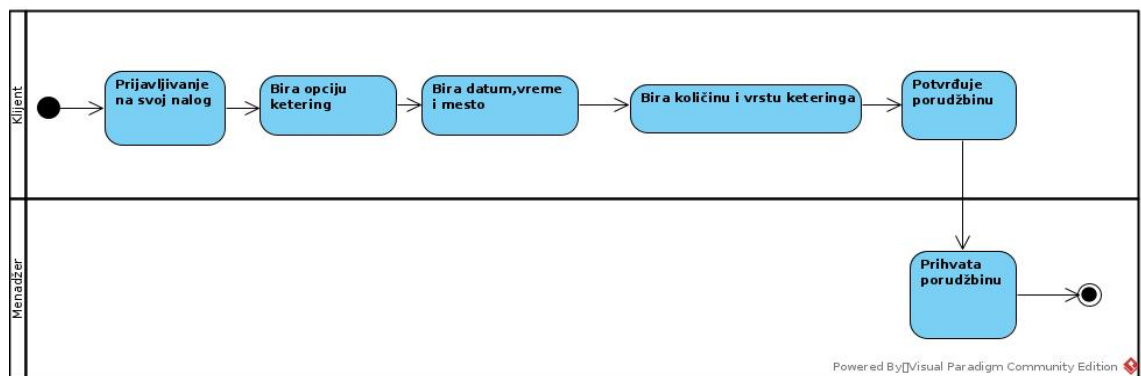 Klijent
Prijavljivanje
na svoj nalog
Bira opciju
ketering
Bira datum,vreme
i mesto
Bira količinu i vrstu keteringa
Potvrđuje
porudžbinu
Menadžer
Prihvata
porudžbinu
Powered By▯Visual Paradigm Community Edition